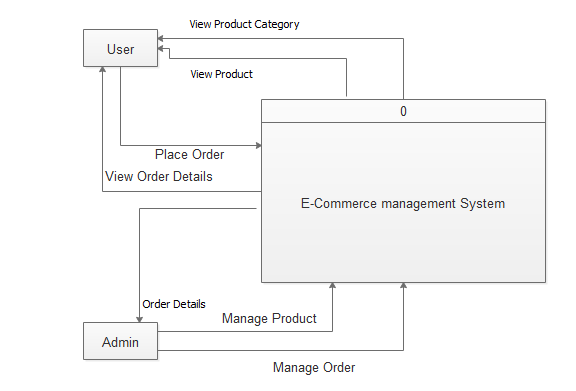 View Product Category
User
View Product
0
Place Order
View Order Details
E-Commerce management System
Order Details
Manage Product
Admin
Manage Order